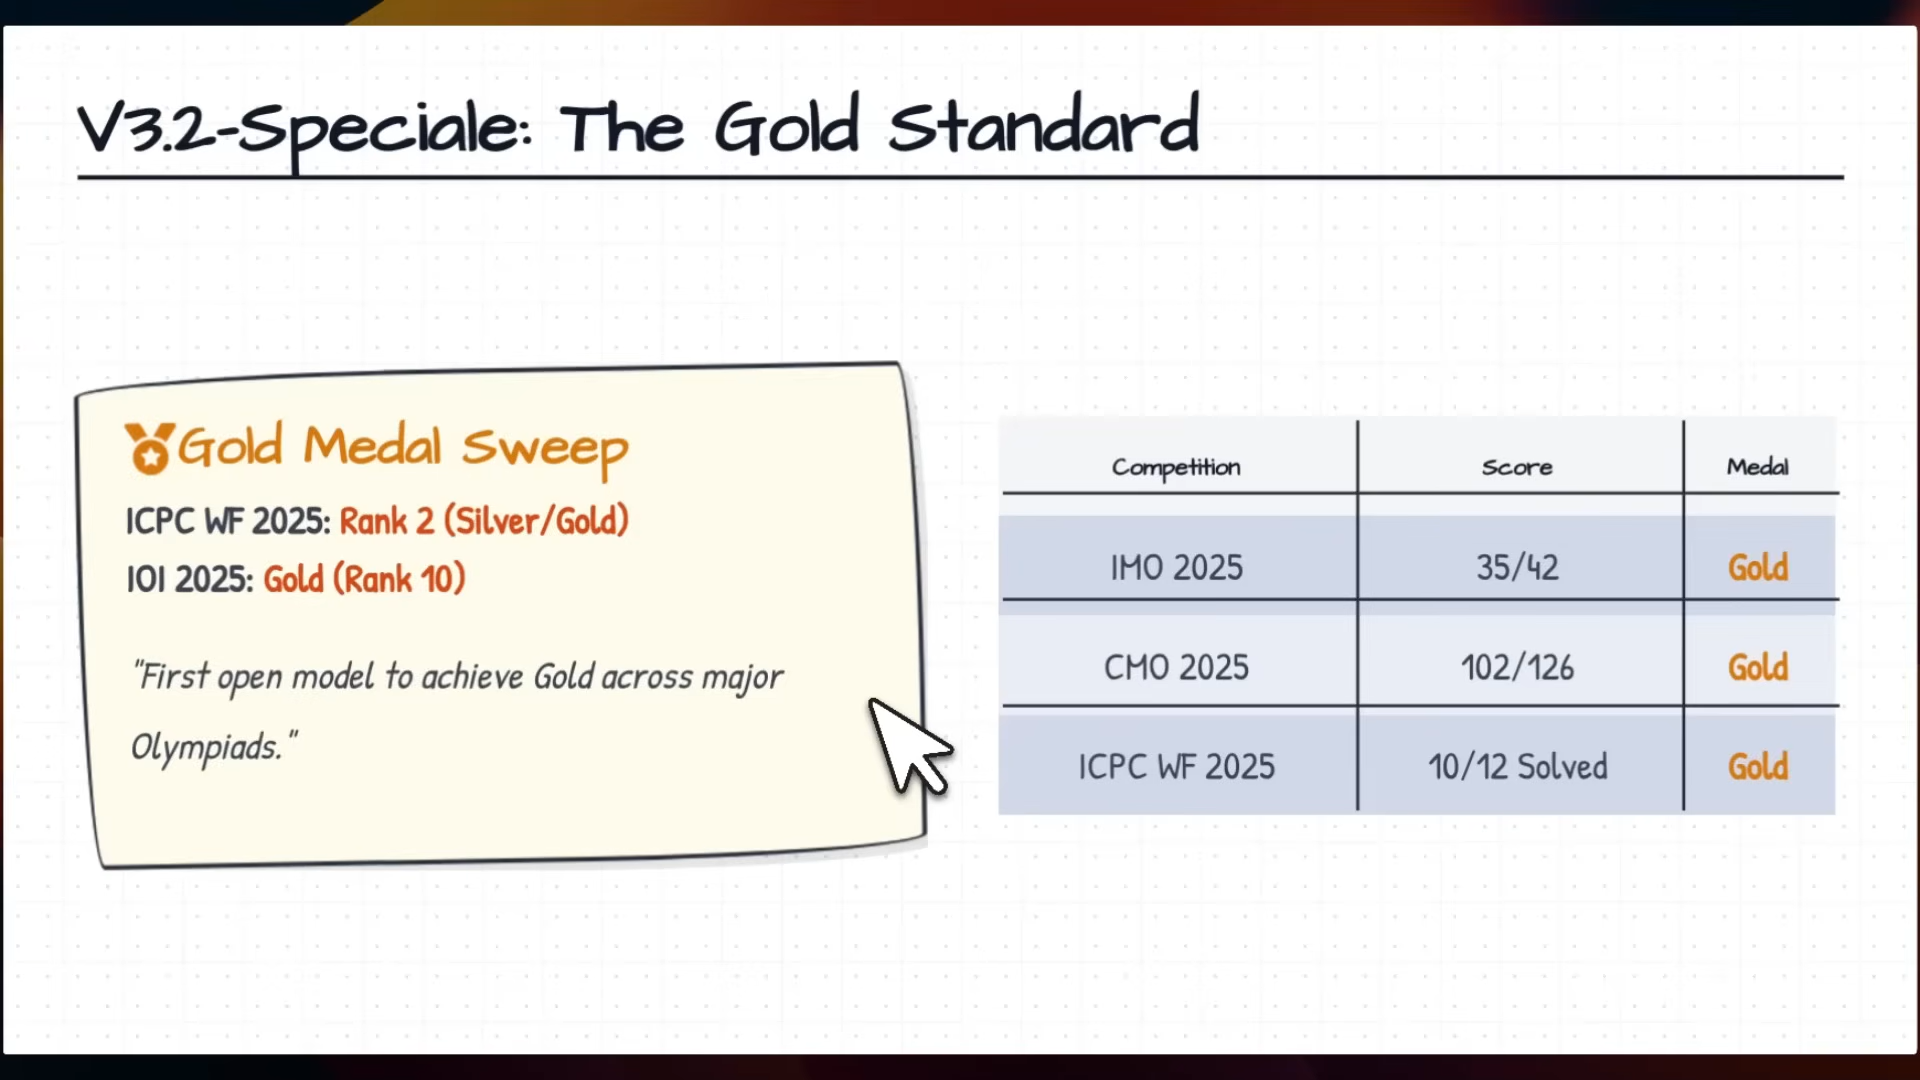 V3.2-Speciale: The Gold Standard
Gold Medal Sweep
ICPC WF 2025: Rank 2 (Silver/Gold)
IOI 2025: Gold (Rank 10)
"First open model to achieve Gold across major
Olympiads."
Competition Score Medal
IMO 2025 35/42 Gold
CMO 2025 102/126 Gold
ICPC WF 2025 10/12 Solved Gold